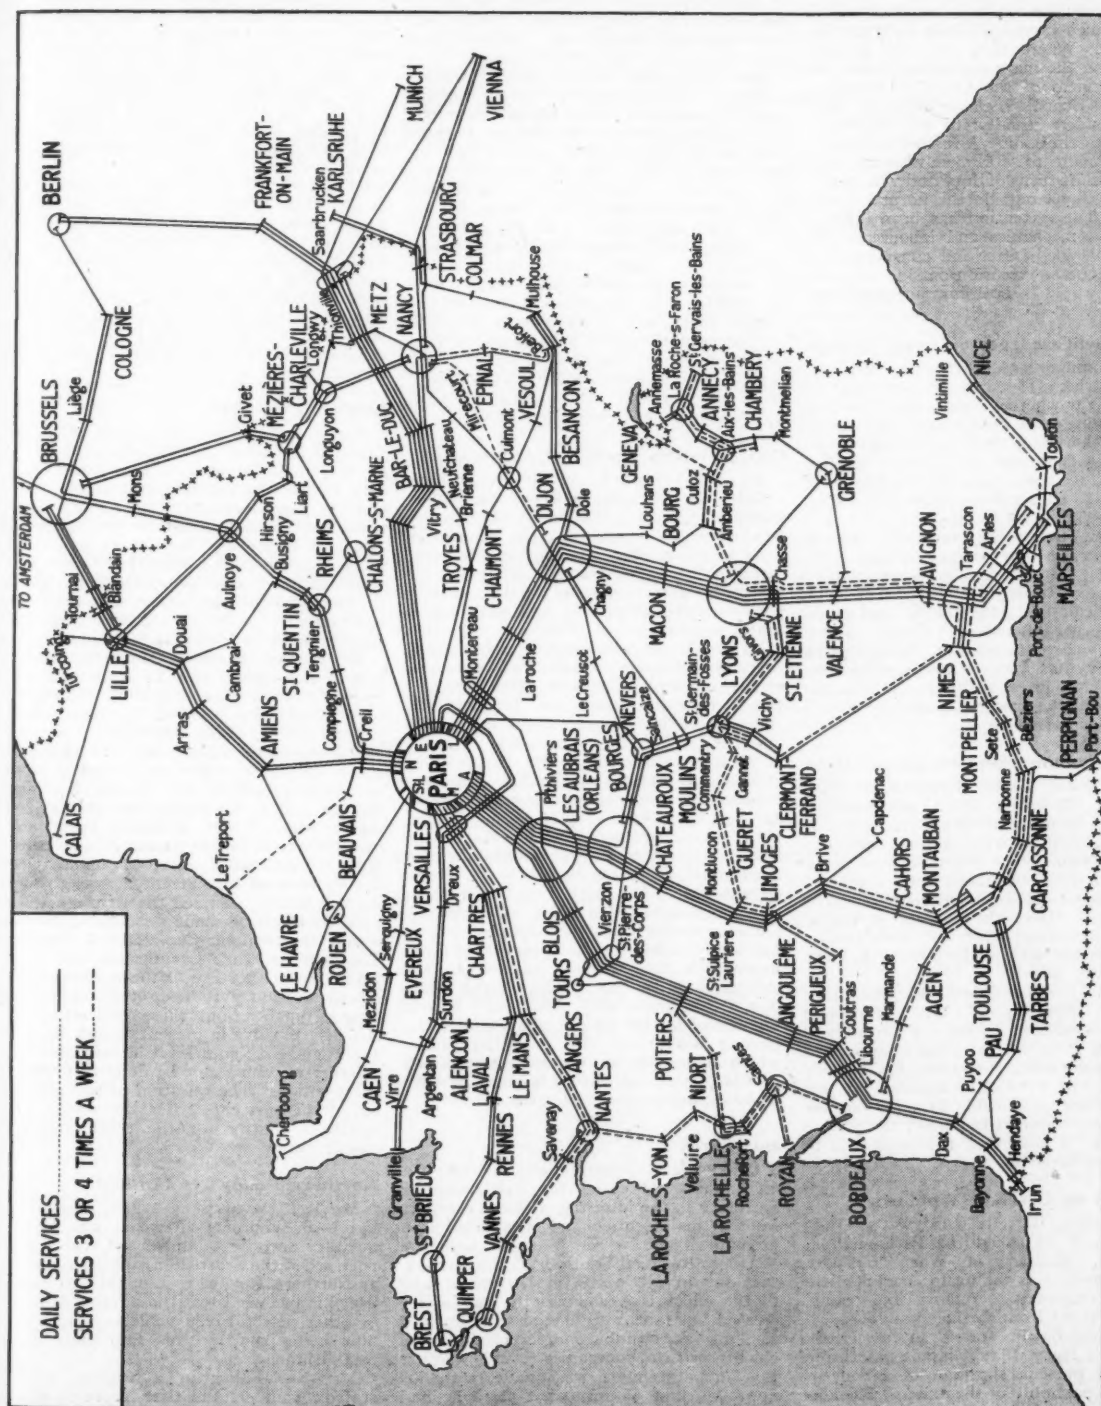 DAILY SERVICES
SERVICES 3 OR 4 TIMES A WEEK
TO AMSTERDAM
BERLIN
BRUSSELS
Liège
COLOGNE
FRANKFORT-
ON-MAIN
Saarbrucken
KARLSRUHE
MUNICH
VIENNA
Tourcoing
Tournai
Blandain
Mons
Givet
MÉZIÈRES-
CHARLEVILLE
Longwy
Thionville
CALAIS
LILLE
Douai
Arras
Cambrai
Aulnoye
Hirson
Busigny
Liart
Longuyon
METZ
NANCY
STRASBOURG
COLMAR
Mulhouse
Belfort
AMIENS
ST QUENTIN
Tergnier
RHEIMS
Compiegne
Creil
CHALONS-S-MARNE
BAR-LE-DUC
Vitry
Neufchateau
Brienne
Mirecourt
EPINAL
VESOUL
Culmont
TROYES
CHAUMONT
BESANCON
Le Treport
BEAUVAIS
LE HAVRE
ROUEN
Serquigny
EVEREUX
VERSAILLES
Dreux
PARIS
St.L
N
E
L
A
M
Montereau
Laroche
DIJON
Dole
Chagny
Louhans
BOURG
GENEVA
Annemasse
La Roche-s-Faron
St Gervais-les-Bains
ANNECY
Aix-les-Bains
CHAMBERY
Montmelian
Culoz
Amberieu
GRENOBLE
MACON
LYONS
Givors
Chasse
ST ETIENNE
VALENCE
AVIGNON
Tarascon
Arles
Port-de-Bouc
MARSEILLES
Toulon
Vintimille
NICE
Cherbourg
CAEN
Mezidon
Vire
Argentan
Granville
Surdon
ALENCON
LAVAL
LE MANS
CHARTRES
RENNES
ST BRIEUC
BREST
QUIMPER
VANNES
Savenay
NANTES
ANGERS
TOURS
BLOIS
Pithiviers
LES AUBRAIS
(ORLEANS)
Vierzon
St Pierre-
des-Corps
BOURGES
NEVERS
Le Creusot
Saincaize
MOULINS
St Germain-
des-Fosses
Vichy
Commentry
Gannat
CLERMONT-
FERRAND
CHATEAUROUX
Montlucon
GUERET
St Sulpice
Lauriere
LIMOGES
Brive
Capdenac
CAHORS
MONTAUBAN
POITIERS
NIORT
Velluire
LA ROCHE-S-YON
LA ROCHELLE
Rochefort
Saintes
ROYAN
ANGOULÊME
PERIGUEUX
Coutras
Libourne
BORDEAUX
Marmande
AGEN
TOULOUSE
CARCASSONNE
Narbonne
Beziers
Sete
MONTPELLIER
NIMES
PERPIGNAN
Port-Bou
TARBES
PAU
Puyoo
Dax
Bayonne
Hendaye
Irun